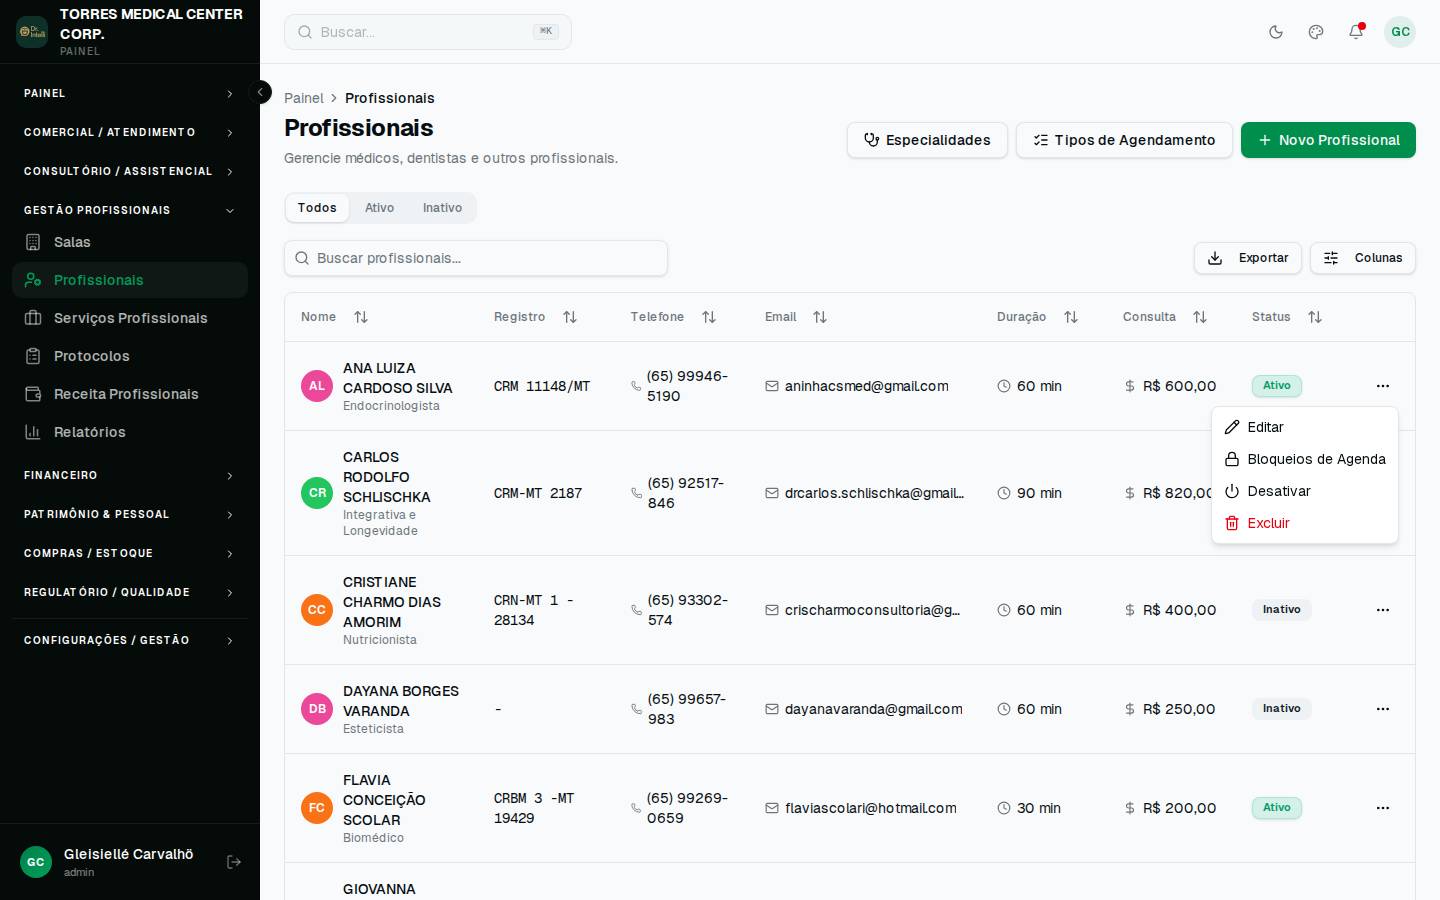 TORRES MEDICAL CENTER
CORP.
PAINEL
PAINEL
COMERCIAL / ATENDIMENTO
CONSULTÓRIO / ASSISTENCIAL
GESTÃO PROFISSIONAIS
Salas
Profissionais
Serviços Profissionais
Protocolos
Receita Profissionais
Relatórios
FINANCEIRO
PATRIMÔNIO & PESSOAL
COMPRAS / ESTOQUE
REGULATÓRIO / QUALIDADE
CONFIGURAÇÕES / GESTÃO
GC
Gleisiellé Carvalhö
admin
Buscar...
⌘K
GC
Painel > Profissionais
Profissionais
Gerencie médicos, dentistas e outros profissionais.
Especialidades
Tipos de Agendamento
+ Novo Profissional
Todos Ativo Inativo
Buscar profissionais...
Exportar
Colunas
Nome Registro Telefone Email Duração Consulta Status
AL
ANA LUIZA
CARDOSO SILVA
Endocrinologista
CRM 11148/MT
(65) 99946-
5190
aninhacsmed@gmail.com
60 min
R$ 600,00
Ativo
...
Editar
Bloqueios de Agenda
Desativar
Excluir
CR
CARLOS
RODOLFO
SCHLISCHKA
Integrativa e
Longevidade
CRM-MT 2187
(65) 92517-
846
drcarlos.schlischka@gmail...
90 min
R$ 820,00
CC
CRISTIANE
CHARMO DIAS
AMORIM
Nutricionista
CRN-MT 1 -
28134
(65) 93302-
574
crischarmoconsultoria@g...
60 min
R$ 400,00
Inativo
...
DB
DAYANA BORGES
VARANDA
Esteticista
-
(65) 99657-
983
dayanavaranda@gmail.com
60 min
R$ 250,00
Inativo
...
FC
FLAVIA
CONCEIÇÃO
SCOLAR
Biomédico
CRBM 3 -MT
19429
(65) 99269-
0659
flaviascolari@hotmail.com
30 min
R$ 200,00
Ativo
...
GIOVANNA